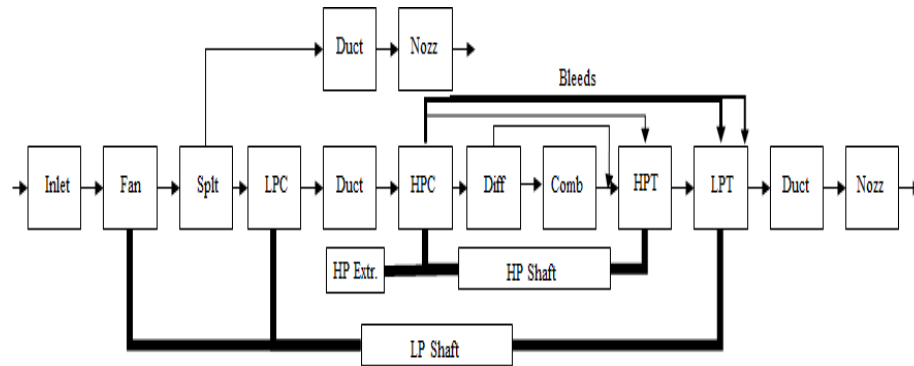 Duct
Nozz
Bleeds
Inlet
Fan
Splt
LPC
Duct
HPC
Diff
Comb
HPT
LPT
Duct
Nozz
HP Extr.
HP Shaft
LP Shaft